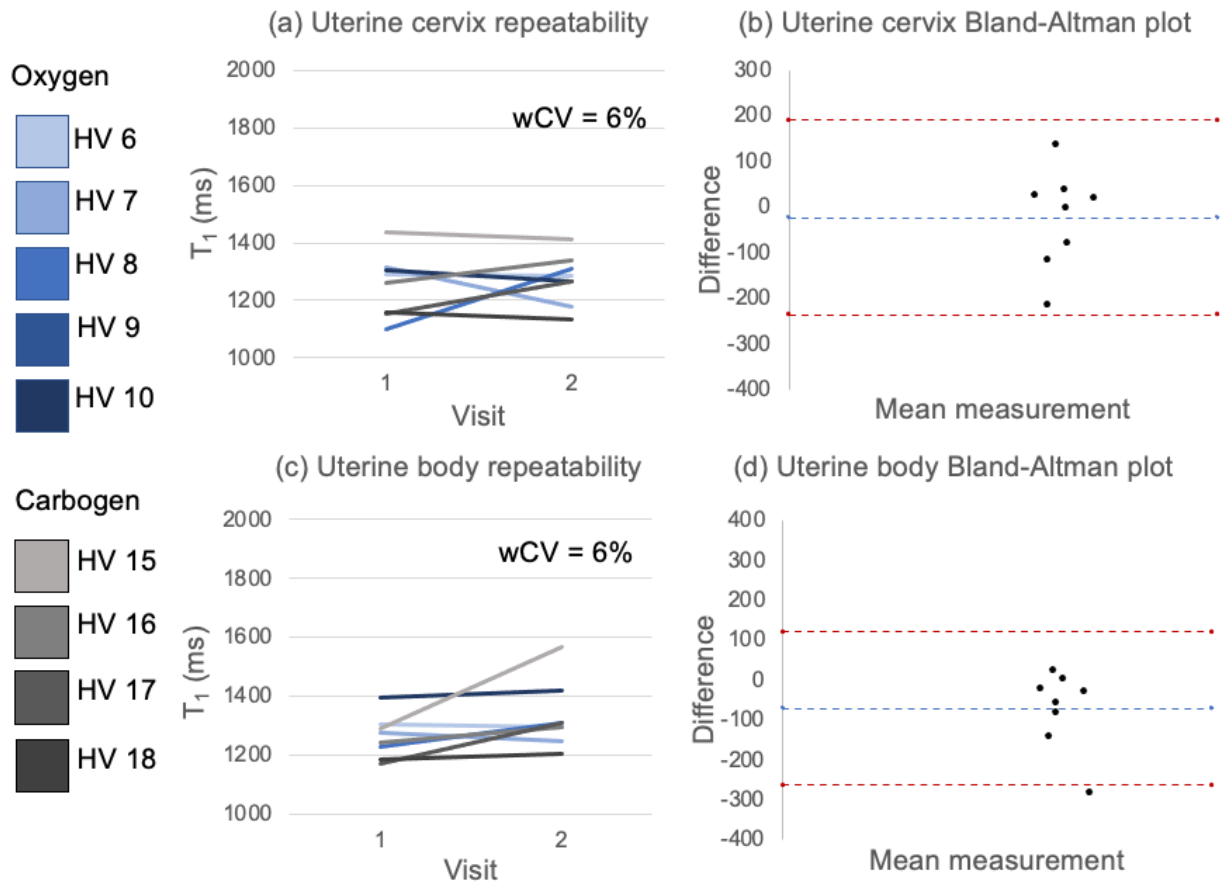 Oxygen
HV 6
HV 7
HV 8
HV 9
HV 10
Carbogen
HV 15
HV 16
HV 17
HV 18
(a) Uterine cervix repeatability
wCV = 6%
T1 (ms)
2000
1800
1600
1400
1200
1000
1
2
Visit
(b) Uterine cervix Bland-Altman plot
Difference
300
200
100
0
-100
-200
-300
-400
Mean measurement
(c) Uterine body repeatability
wCV = 6%
T1 (ms)
2000
1800
1600
1400
1200
1000
1
2
Visit
(d) Uterine body Bland-Altman plot
Difference
400
300
200
100
0
-100
-200
-300
-400
Mean measurement